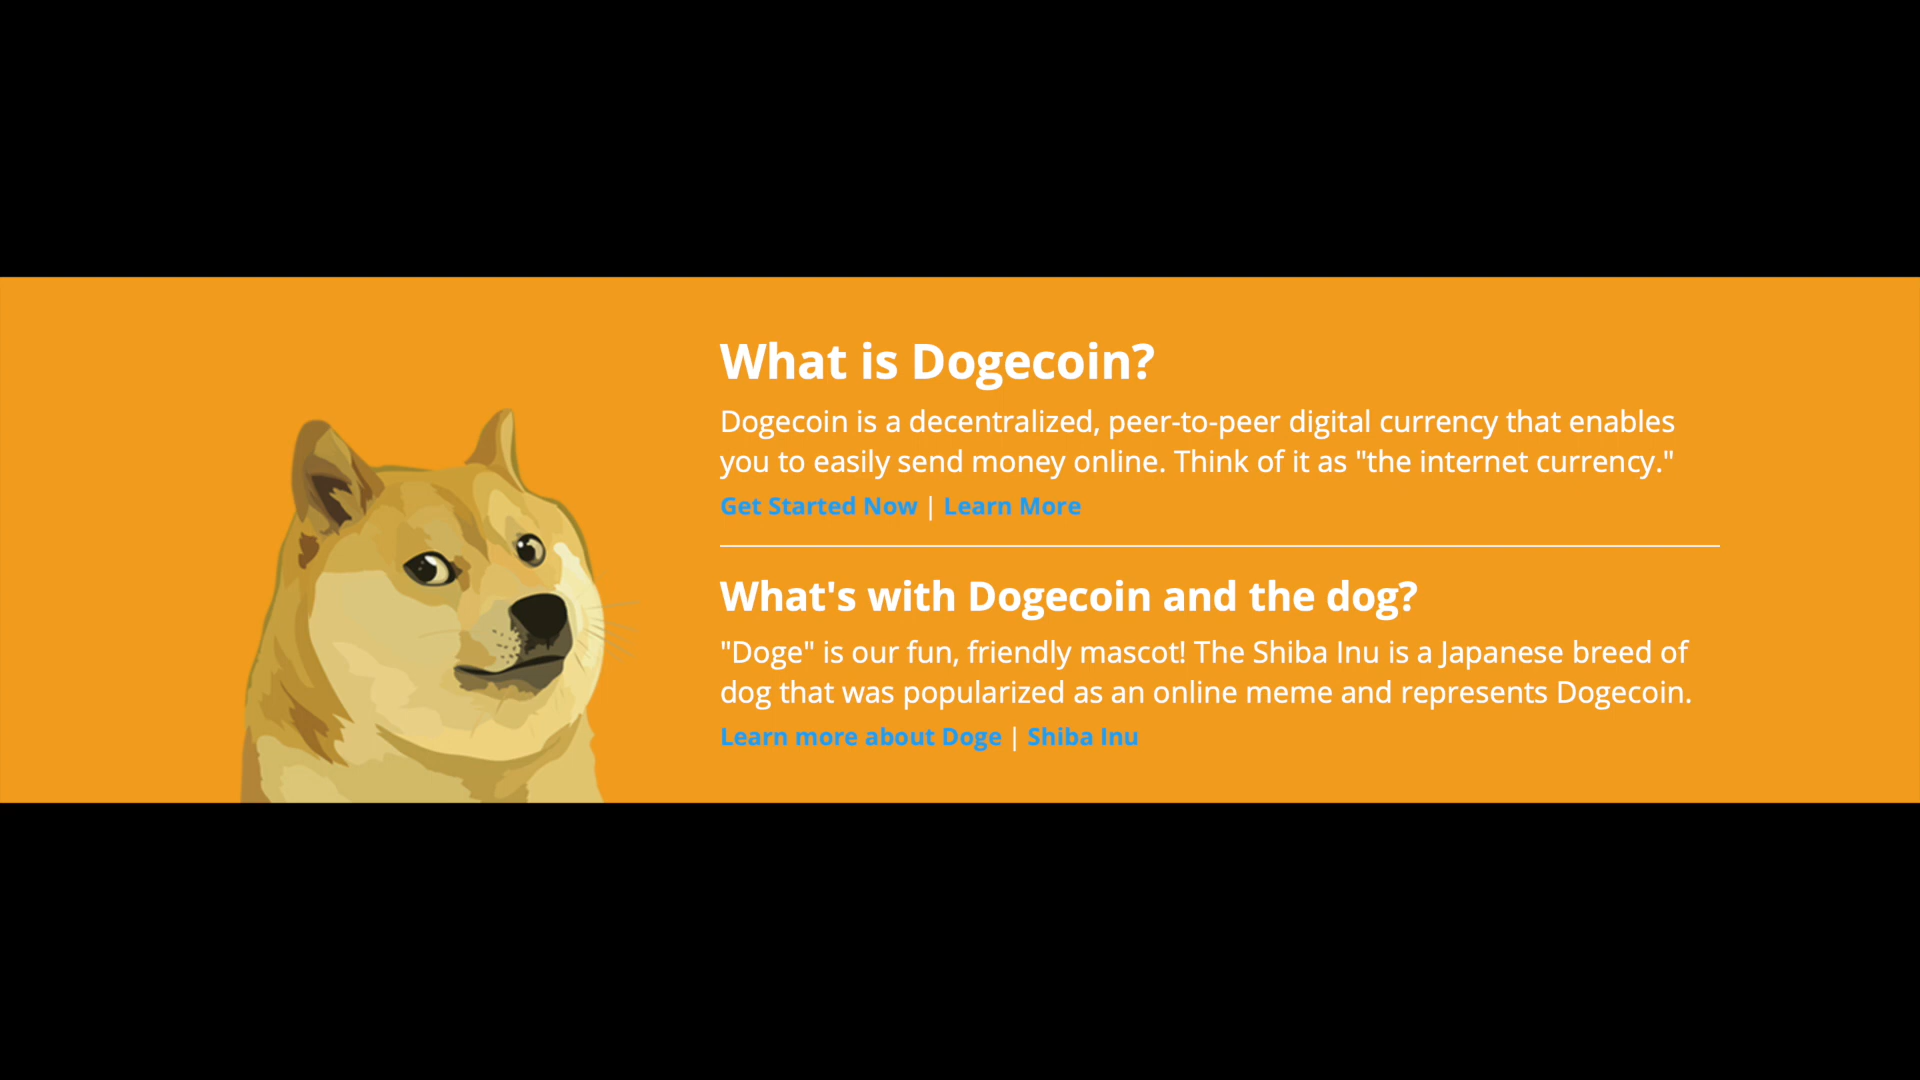 What is Dogecoin?
Dogecoin is a decentralized, peer-to-peer digital currency that enables
you to easily send money online. Think of it as "the internet currency."
Get Started Now | Learn More
What's with Dogecoin and the dog?
"Doge" is our fun, friendly mascot! The Shiba Inu is a Japanese breed of
dog that was popularized as an online meme and represents Dogecoin.
Learn more about Doge | Shiba Inu